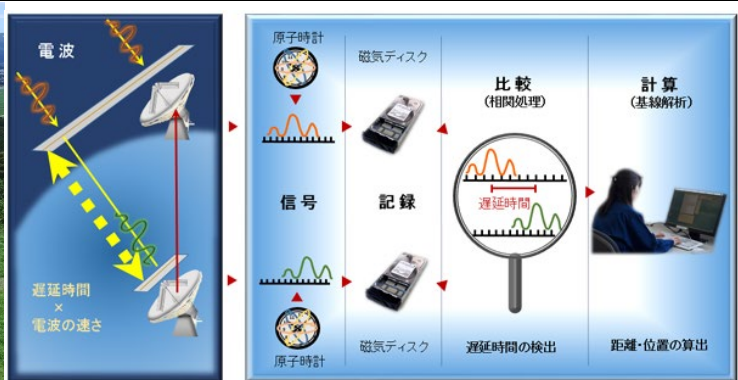 電波
遅延時間
×
電波の速さ
原子時計
信号
原子時計
磁気ディスク
記録
磁気ディスク
比較
(相関処理)
遅延時間
遅延時間の検出
計算
(基線解析)
距離・位置の算出